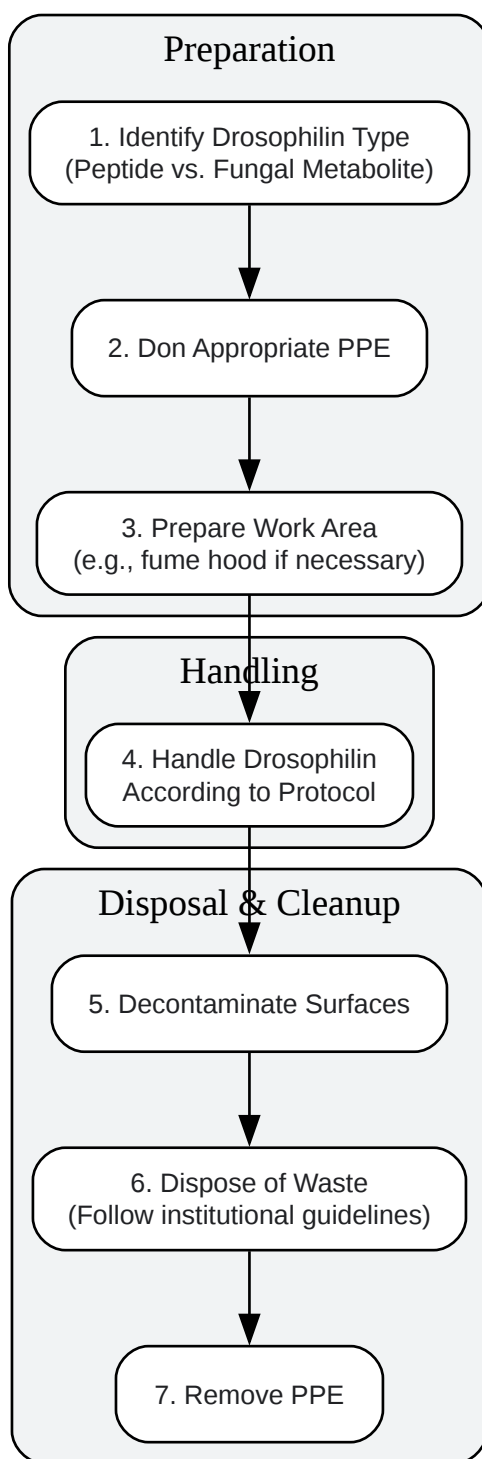 Preparation
1. Identify Drosophilin Type
(Peptide vs. Fungal Metabolite)
2. Don Appropriate PPE
3. Prepare Work Area
(e.g., fume hood if necessary)
Handling
4. Handle Drosophilin
According to Protocol
Disposal & Cleanup
5. Decontaminate Surfaces
6. Dispose of Waste
(Follow institutional guidelines)
7. Remove PPE